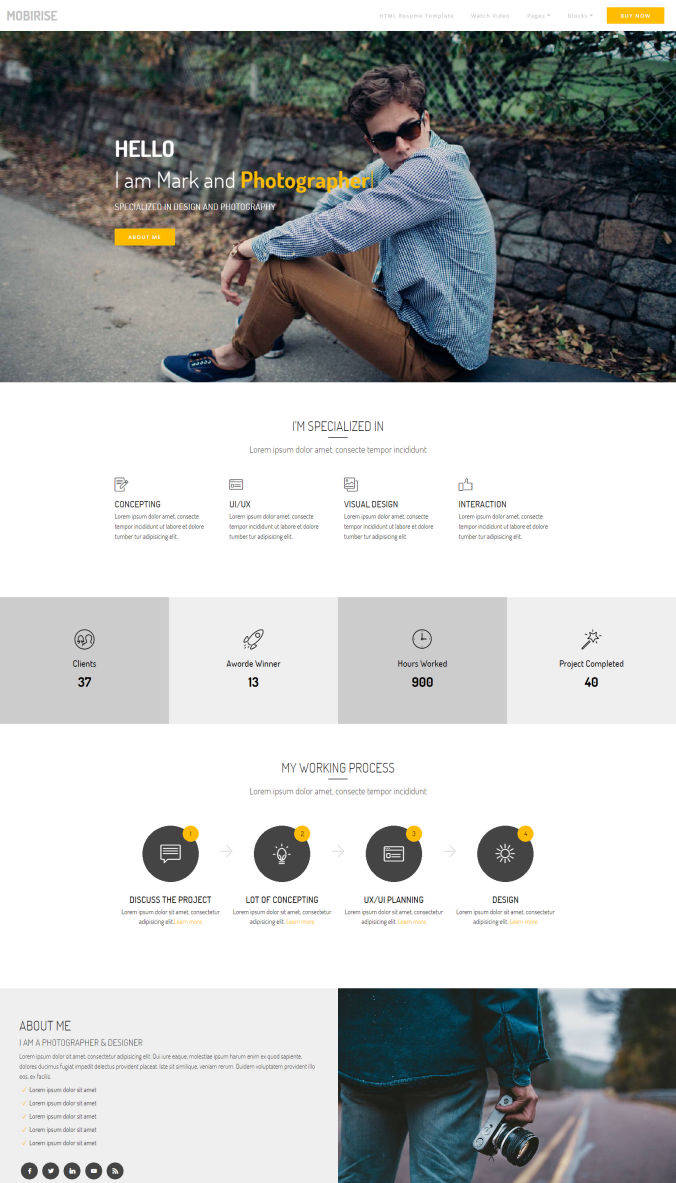 MOBIRISE
HTML Resume Template Watch Video Pages Blocks BUY NOW
HELLO
I am Mark and Photographer|
SPECIALIZED IN DESIGN AND PHOTOGRAPHY
ABOUT ME
I'M SPECIALIZED IN
Lorem ipsum dolor amet, consecte tempor incididunt
CONCEPTING
Lorem ipsum dolor amet, consecte
tempor incididunt ut labore et dolore
tumber tur adipisicing elit.
UI/UX
Lorem ipsum dolor amet, consecte
tempor incididunt ut labore et dolore
tumber tur adipisicing elit.
VISUAL DESIGN
Lorem ipsum dolor amet, consecte
tempor incididunt ut labore et dolore
tumber tur adipisicing elit.
INTERACTION
Lorem ipsum dolor amet, consecte
tempor incididunt ut labore et dolore
tumber tur adipisicing elit.
Clients
37
Aworde Winner
13
Hours Worked
900
Project Completed
40
MY WORKING PROCESS
Lorem ipsum dolor amet, consecte tempor incididunt
1
DISCUSS THE PROJECT
Lorem ipsum dolor sit amet, consectetur
adipisicing elit.Learn more
2
LOT OF CONCEPTING
Lorem ipsum dolor sit amet, consectetur
adipisicing elit. Learn more
3
UX/UI PLANNING
Lorem ipsum dolor sit amet, consectetur
adipisicing elit. Learn more
4
DESIGN
Lorem ipsum dolor sit amet, consectetur
adipisicing elit. Learn more
ABOUT ME
I AM A PHOTOGRAPHER & DESIGNER
Lorem ipsum dolor sit amet, consectetur adipisicing elit. Qui iure eaque, molestiae ipsum harum enim ex quod sapiente,
dolores ducimus fugiat impedit delectus provident placeat. Iste sit similique, veniam rerum. Quidem voluptatem provident illo
eos, ex facilis.
Lorem ipsum dolor sit amet
Lorem ipsum dolor sit amet
Lorem ipsum dolor sit amet
Lorem ipsum dolor sit amet
Lorem ipsum dolor sit amet